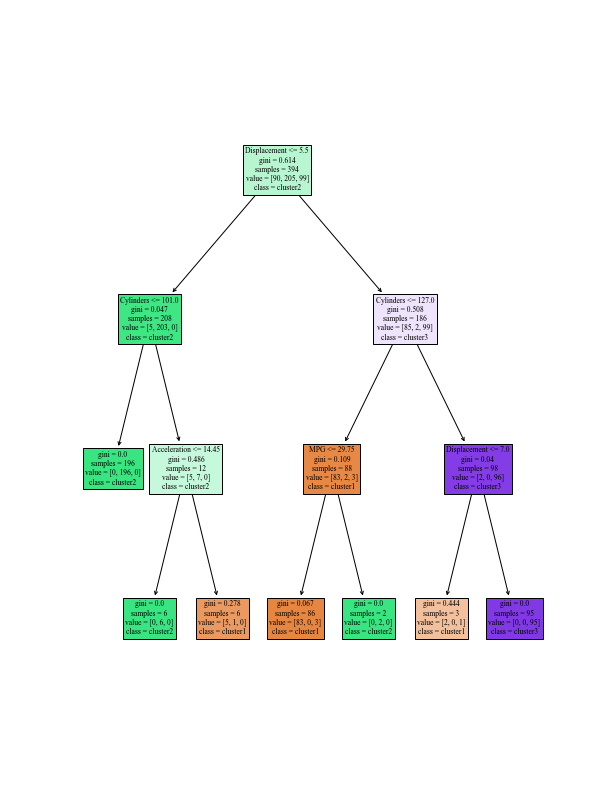 Displacement <= 5.5
gini = 0.614
samples = 394
value = [90, 205, 99]
class = cluster2
Cylinders <= 101.0
gini = 0.047
samples = 208
value = [5, 203, 0]
class = cluster2
Cylinders <= 127.0
gini = 0.508
samples = 186
value = [85, 2, 99]
class = cluster3
gini = 0.0
samples = 196
value = [0, 196, 0]
class = cluster2
Acceleration <= 14.45
gini = 0.486
samples = 12
value = [5, 7, 0]
class = cluster2
MPG <= 29.75
gini = 0.109
samples = 88
value = [83, 2, 3]
class = cluster1
Displacement <= 7.0
gini = 0.04
samples = 98
value = [2, 0, 96]
class = cluster3
gini = 0.0
samples = 6
value = [0, 6, 0]
class = cluster2
gini = 0.278
samples = 6
value = [5, 1, 0]
class = cluster1
gini = 0.067
samples = 86
value = [83, 0, 3]
class = cluster1
gini = 0.0
samples = 2
value = [0, 2, 0]
class = cluster2
gini = 0.444
samples = 3
value = [2, 0, 1]
class = cluster1
gini = 0.0
samples = 95
value = [0, 0, 95]
class = cluster3